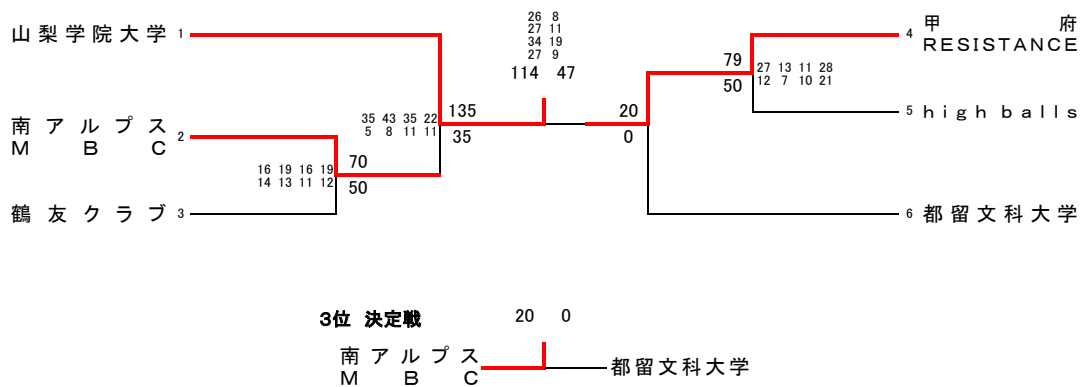 山梨学院大学 1
南アルプス
MBC 2
鶴友クラブ 3
16 19 16 19
14 13 11 12
70
50
35 43 35 22
5 8 11 11
135
35
26 8
27 11
34 19
27 9
114 47
20
0
79
50
27 13 11 28
12 7 10 21
4 甲府
RESISTANCE
5 high balls
6 都留文科大学
3位 決定戦
20 0
南アルプス
MBC
都留文科大学